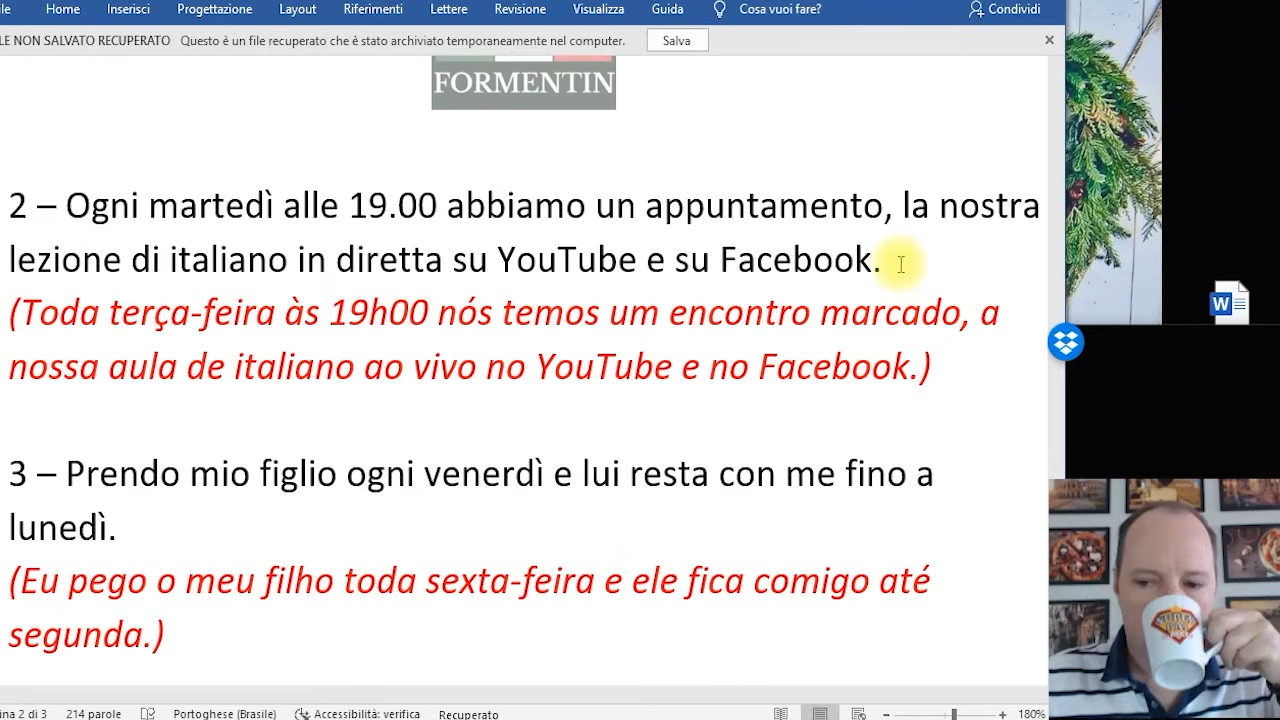 Home Inserisci Progettazione Layout Riferimenti Lettere Revisione Visualizza Guida Cosa vuoi fare? Condividi
NON SALVATO RECUPERATO Questo è un file recuperato che è stato archiviato temporaneamente nel computer. Salva
FORMENTIN
2 – Ogni martedì alle 19.00 abbiamo un appuntamento, la nostra
lezione di italiano in diretta su YouTube e su Facebook.
(Toda terça-feira às 19h00 nós temos um encontro marcado, a
nossa aula de italiano ao vivo no YouTube e no Facebook.)
3 – Prendo mio figlio ogni venerdì e lui resta con me fino a
lunedì.
(Eu pego o meu filho toda sexta-feira e ele fica comigo até
segunda.)
2 di 3 214 parole Portoghese (Brasile) Accessibilità: verifica Recuperato 180%